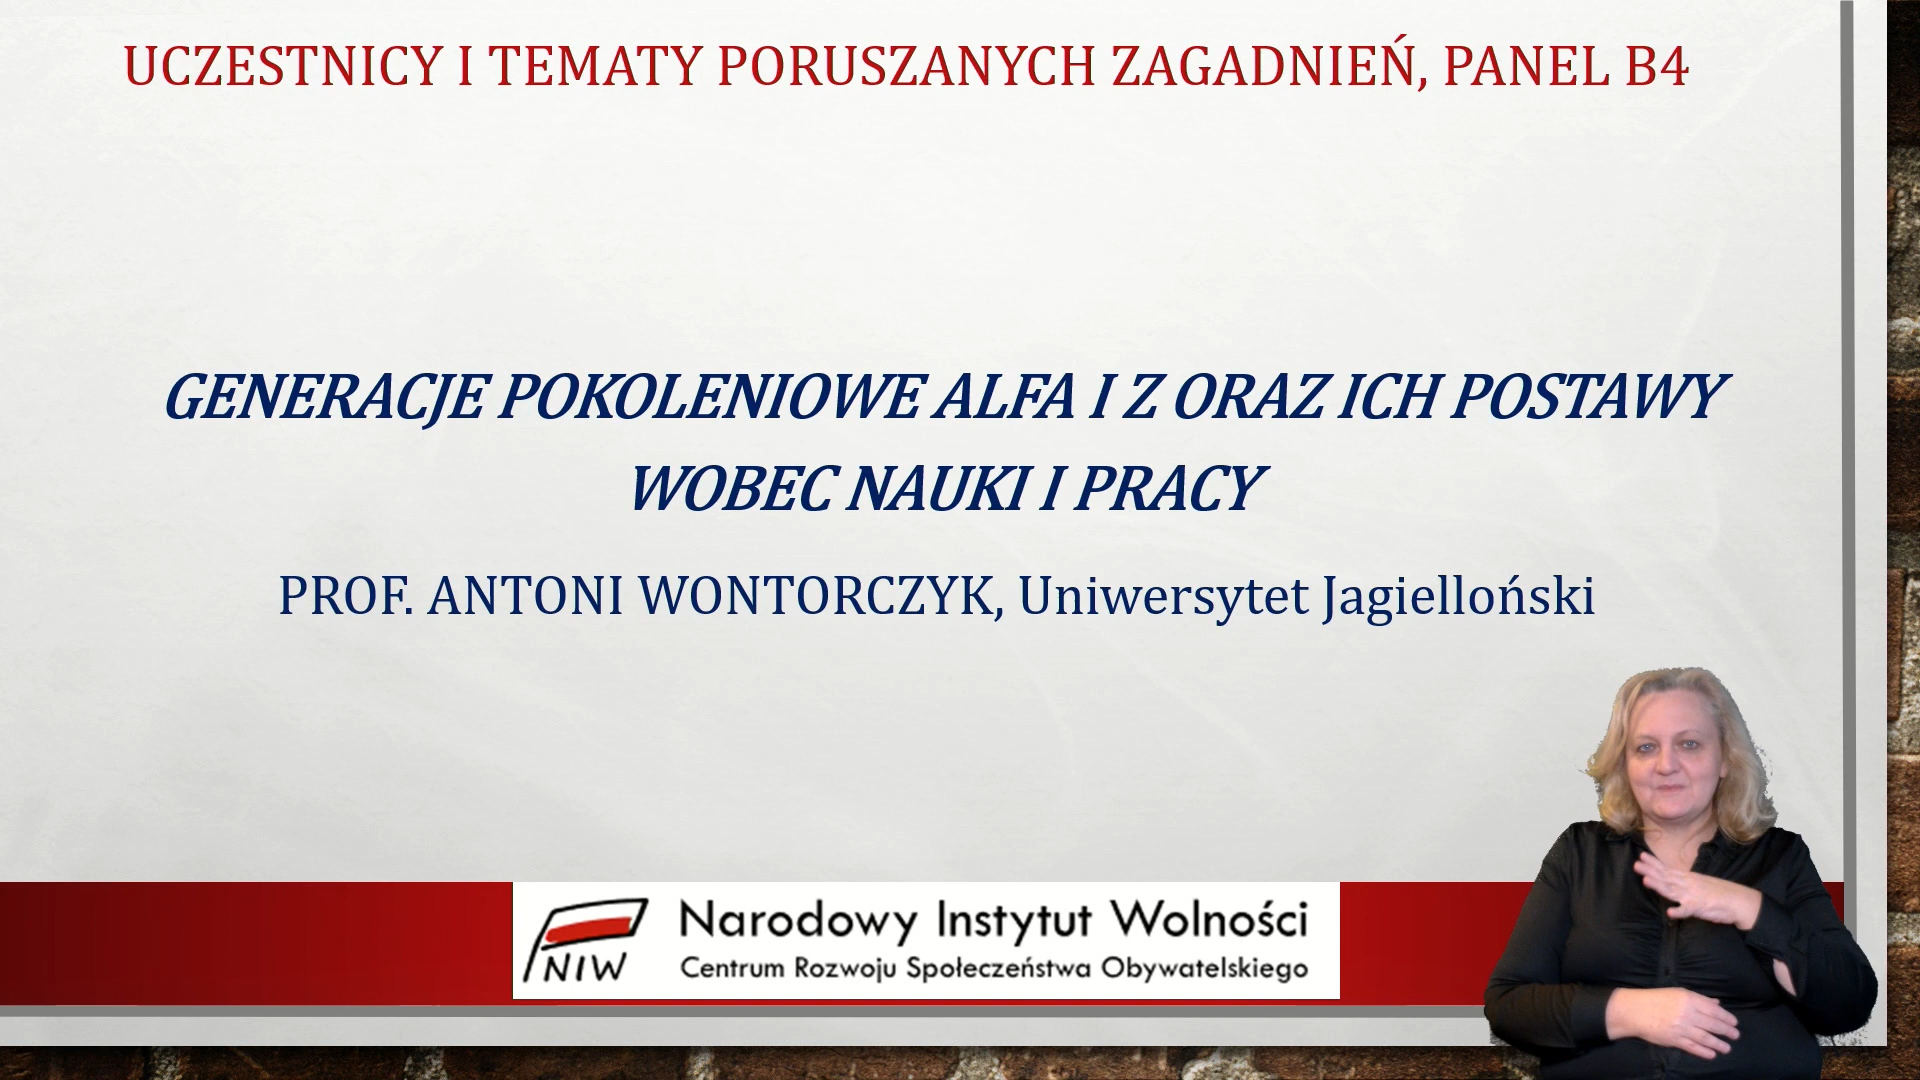 UCZESTNICY I TEMATY PORUSZANYCH ZAGADNIEŃ, PANEL B4
GENERACJE POKOLENIOWE ALFA I Z ORAZ ICH POSTAWY
WOBEC NAUKI I PRACY
PROF. ANTONI WONTORCZYK, Uniwersytet Jagielloński
Narodowy Instytut Wolności
NIW
Centrum Rozwoju Społeczeństwa Obywatelskiego